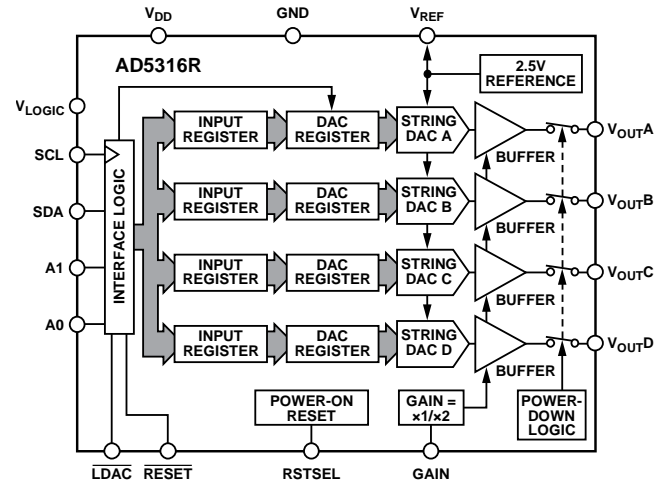 VDD
GND
VREF
AD5316R
2.5V
REFERENCE
VLOGIC
SCL
SDA
A1
A0
INTERFACE LOGIC
INPUT
REGISTER
DAC
REGISTER
STRING
DAC A
BUFFER
VOUTA
INPUT
REGISTER
DAC
REGISTER
STRING
DAC B
BUFFER
VOUTB
INPUT
REGISTER
DAC
REGISTER
STRING
DAC C
BUFFER
VOUTC
INPUT
REGISTER
DAC
REGISTER
STRING
DAC D
BUFFER
VOUTD
POWER-ON
RESET
GAIN =
×1/×2
POWER-
DOWN
LOGIC
LDAC
RESET
RSTSEL
GAIN